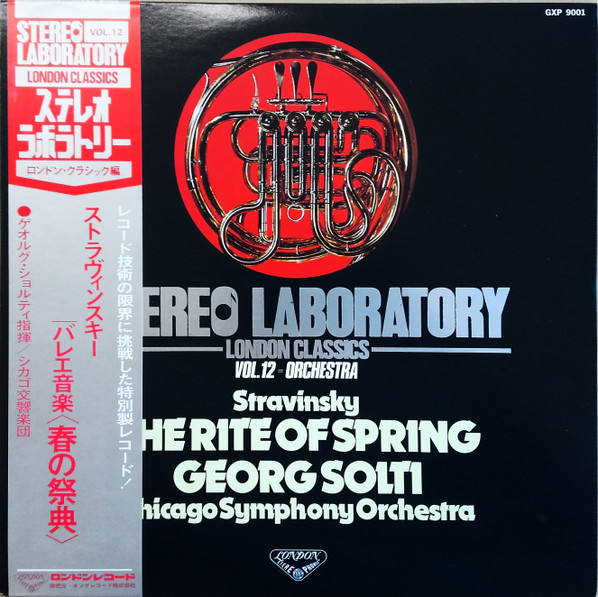 GXP 9001
STEREO
VOL.12
LABORATORY
LONDON CLASSICS
ステレオ
ラボラトリー
ロンドン・クラシック編
レコード技術の限界に挑戦した特別製レコード!
ストラヴィンスキー
バレエ音楽〈春の祭典〉
●ゲオルグ・ショルティ指揮/シカゴ交響楽団
LONDON
ロンドンレコード
EREO LABORATORY
LONDON CLASSICS
VOL.12 - ORCHESTRA
Stravinsky
HE RITE OF SPRING
GEORG SOLTI
hicago Symphony Orchestra
LONDON